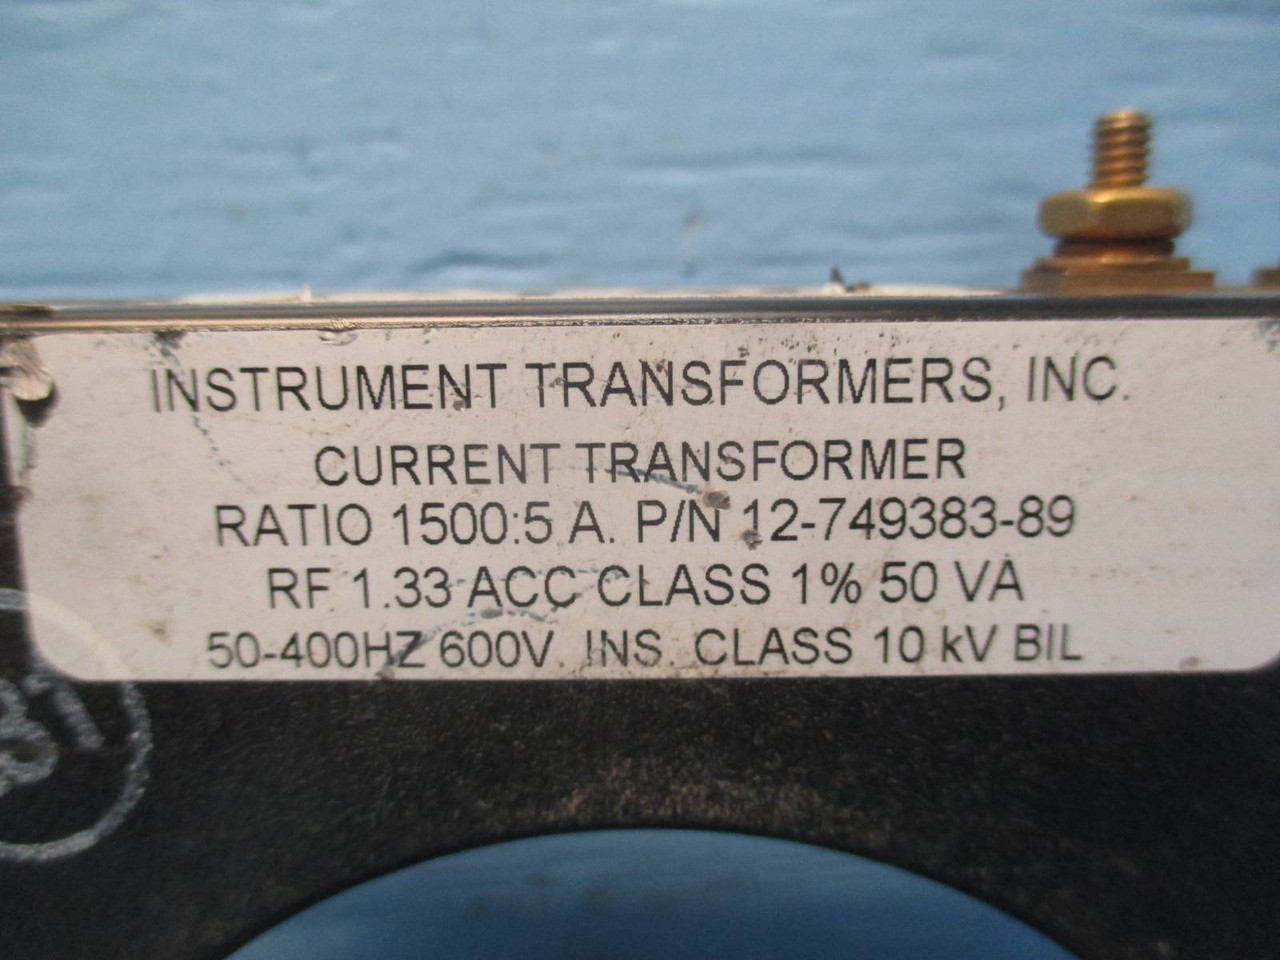 INSTRUMENT TRANSFORMERS, INC.
CURRENT TRANSFORMER
RATIO 1500:5 A. P/N 12-749383-89
RF 1.33 ACC CLASS 1% 50 VA
50-400HZ 600V. INS. CLASS 10 kV BIL